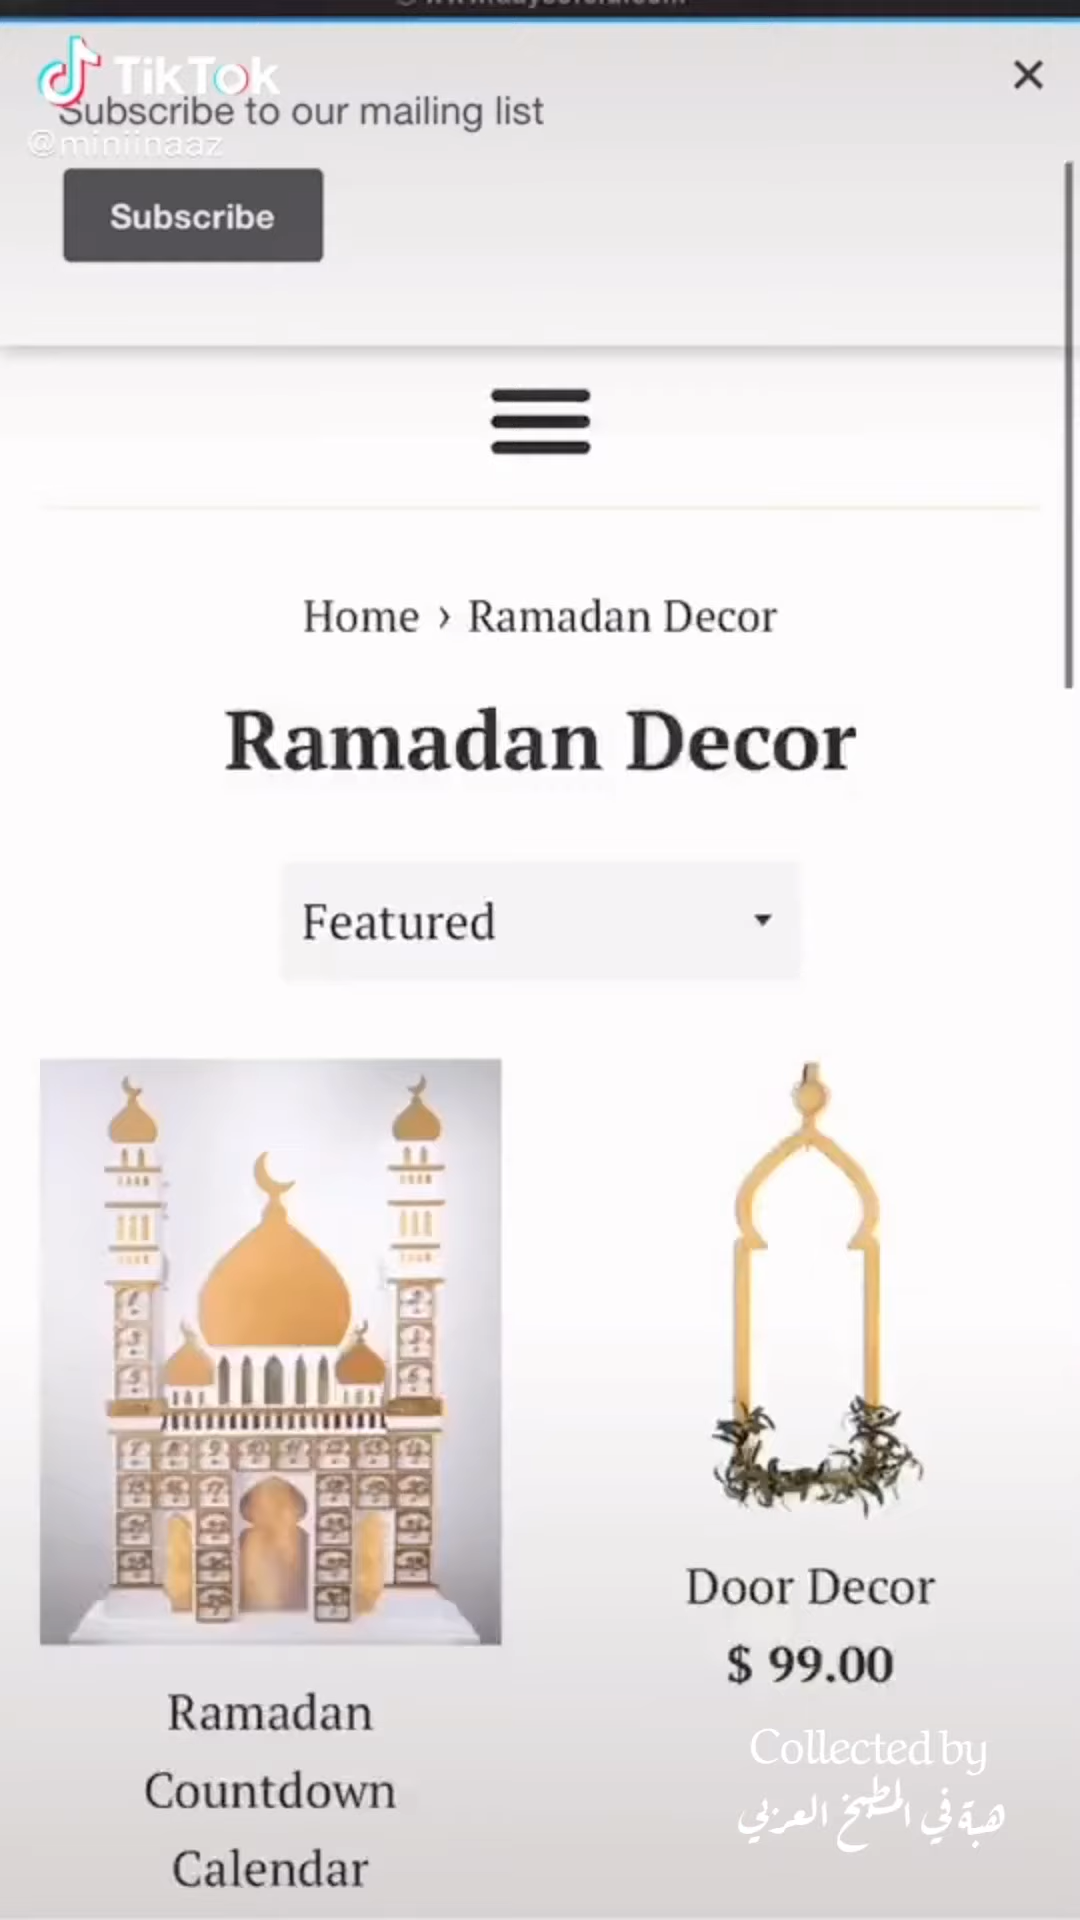 TikTok
@miniinaaz
Subscribe to our mailing list
Subscribe
Home › Ramadan Decor
Ramadan Decor
Featured
Door Decor
$ 99.00
Ramadan
Countdown
Calendar
Collected by
هبة في المطبخ العربي